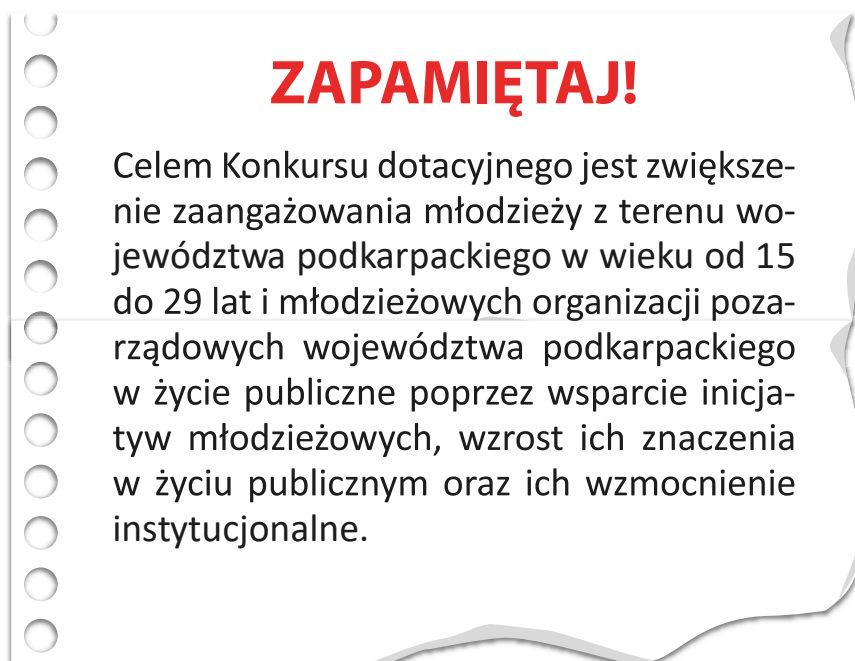 ZAPAMIĘTAJ!
Celem Konkursu dotacyjnego jest zwiększe-
nie zaangażowania młodzieży z terenu wo-
jewództwa podkarpackiego w wieku od 15
do 29 lat i młodzieżowych organizacji poza-
rządowych województwa podkarpackiego
w życie publiczne poprzez wsparcie inicja-
tyw młodzieżowych, wzrost ich znaczenia
w życiu publicznym oraz ich wzmocnienie
instytucjonalne.